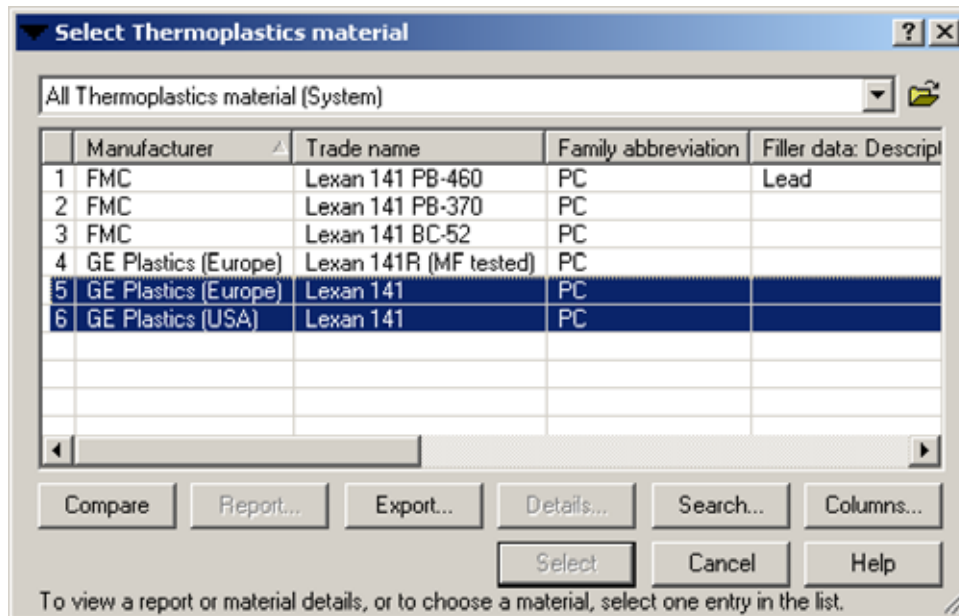 Select Thermoplastics material
All Thermoplastics material (System)
Manufacturer Trade name Family abbreviation Filler data: Descript
1 FMC Lexan 141 PB-460 PC Lead
2 FMC Lexan 141 PB-370 PC
3 FMC Lexan 141 BC-52 PC
4 GE Plastics (Europe) Lexan 141R (MF tested) PC
5 GE Plastics (Europe) Lexan 141 PC
6 GE Plastics (USA) Lexan 141 PC
Compare Report... Export... Details... Search... Columns...
Select Cancel Help
To view a report or material details, or to choose a material, select one entry in the list.